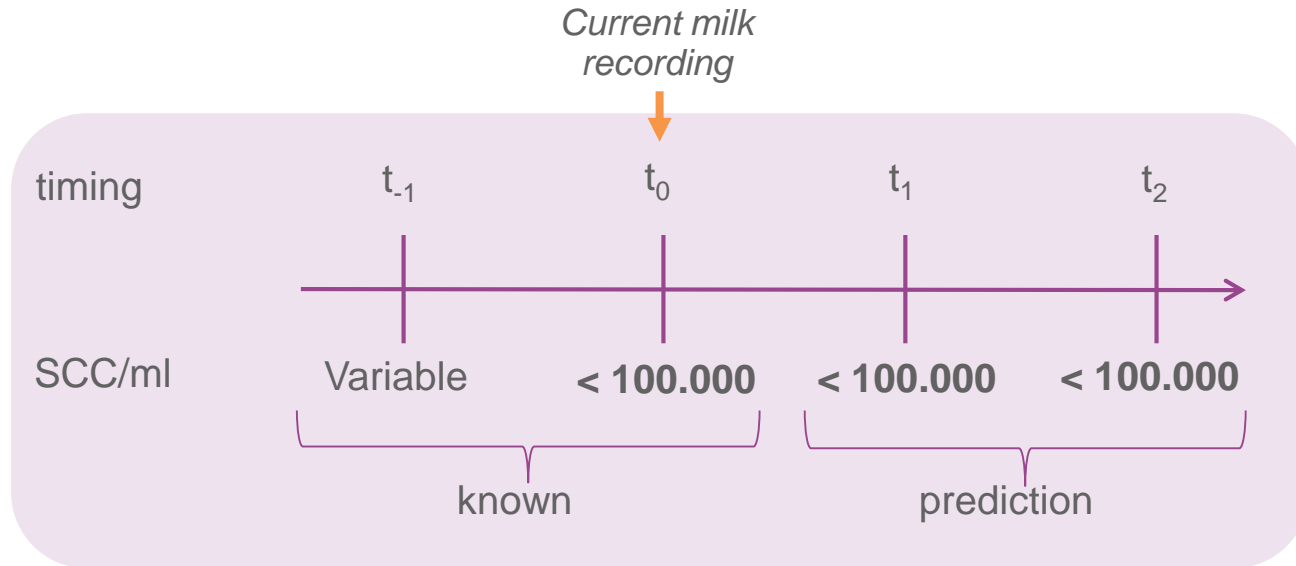 Current milk
recording
timing t₋₁ t₀ t₁ t₂
SCC/ml Variable < 100.000 < 100.000 < 100.000
known prediction